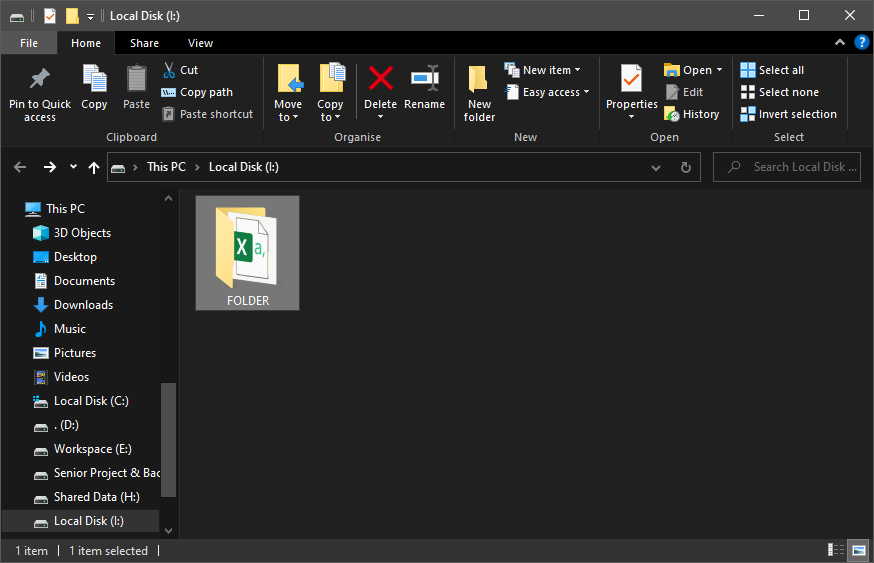 Local Disk (I:)
File Home Share View
Pin to Quick access
Copy
Paste
Cut
Copy path
Paste shortcut
Clipboard
Move to
Copy to
Delete
Rename
Organise
New folder
New item
Easy access
New
Properties
Open
Edit
History
Open
Select all
Select none
Invert selection
Select
This PC > Local Disk (I:)
Search Local Disk ...
This PC
3D Objects
Desktop
Documents
Downloads
Music
Pictures
Videos
Local Disk (C:)
. (D:)
Workspace (E:)
Senior Project & Bac
Shared Data (H:)
Local Disk (I:)
X a,
FOLDER
1 item | 1 item selected |